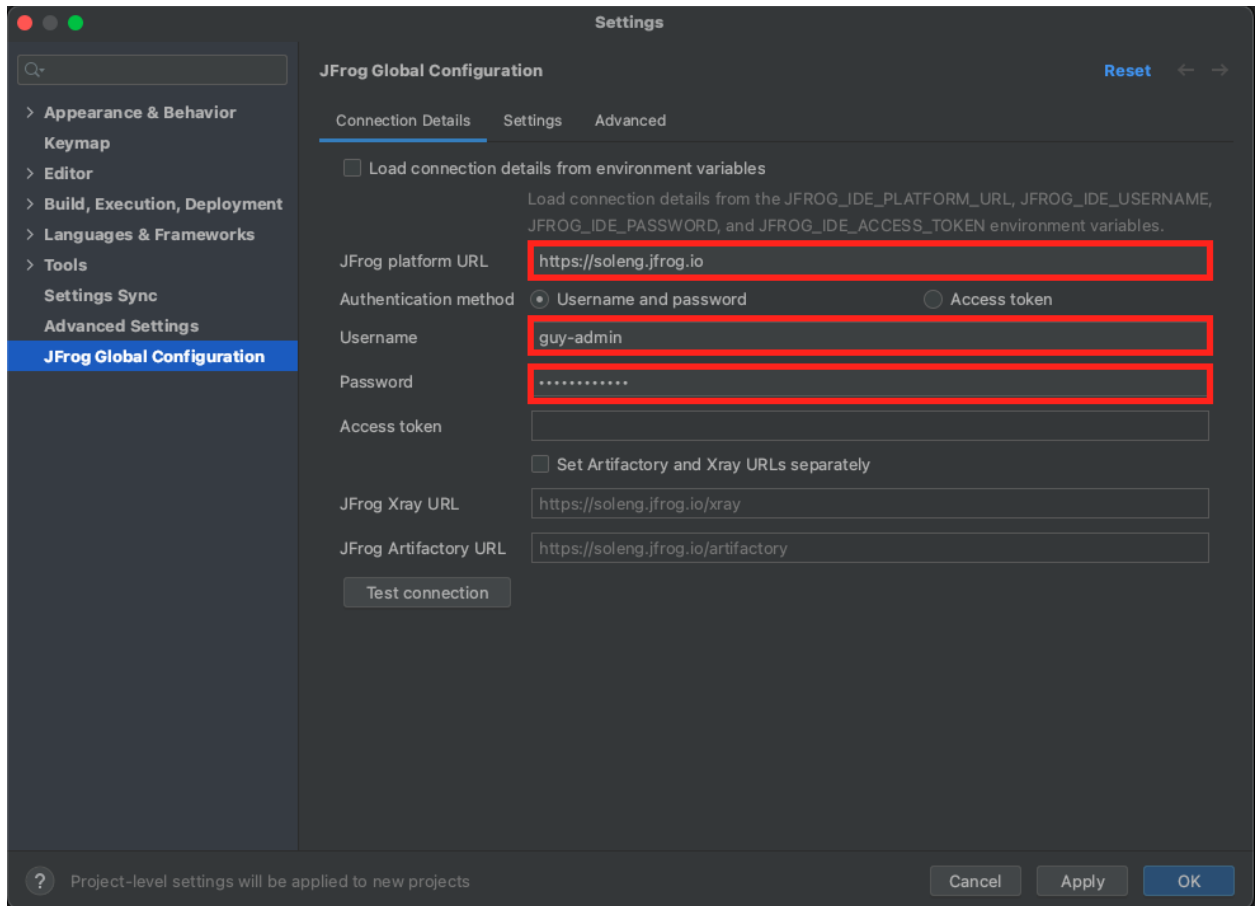 Settings
Appearance & Behavior
Keymap
Editor
Build, Execution, Deployment
Languages & Frameworks
Tools
Settings Sync
Advanced Settings
JFrog Global Configuration
JFrog Global Configuration
Reset
Connection Details Settings Advanced
Load connection details from environment variables
Load connection details from the JFROG_IDE_PLATFORM_URL, JFROG_IDE_USERNAME,
JFROG_IDE_PASSWORD, and JFROG_IDE_ACCESS_TOKEN environment variables.
JFrog platform URL https://soleng.jfrog.io
Authentication method Username and password Access token
Username guy-admin
Password ••••••••••••
Access token
Set Artifactory and Xray URLs separately
JFrog Xray URL https://soleng.jfrog.io/xray
JFrog Artifactory URL https://soleng.jfrog.io/artifactory
Test connection
? Project-level settings will be applied to new projects
Cancel Apply OK